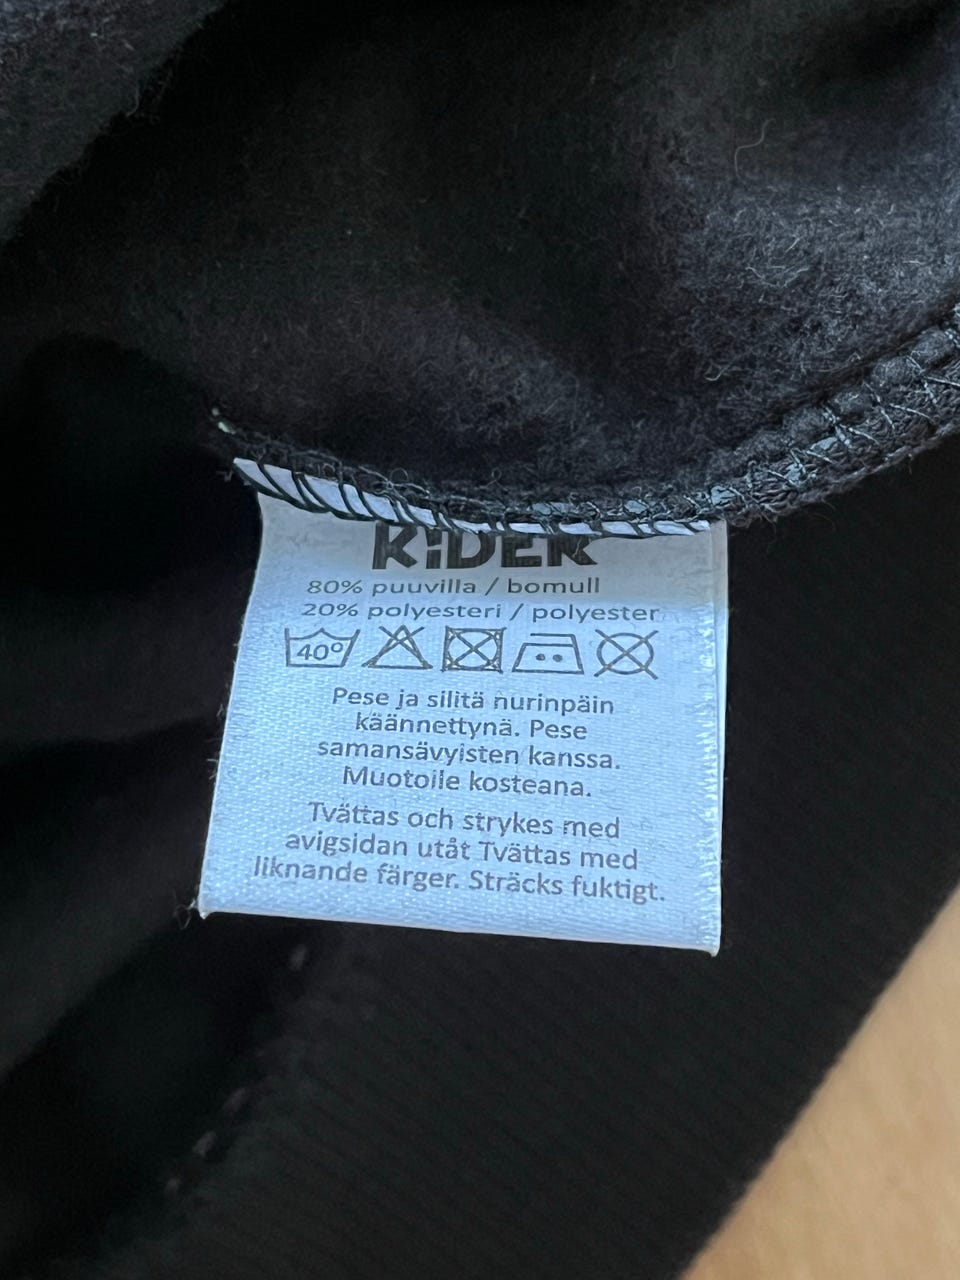 KiDER
80% puuvilla / bomull
20% polyesteri / polyester
40°
Pese ja silitä nurinpäin
käännettynä. Pese
samansävyisten kanssa.
Muotoile kosteana.
Tvättas och strykes med
avigsidan utåt Tvättas med
liknande färger. Sträcks fuktigt.